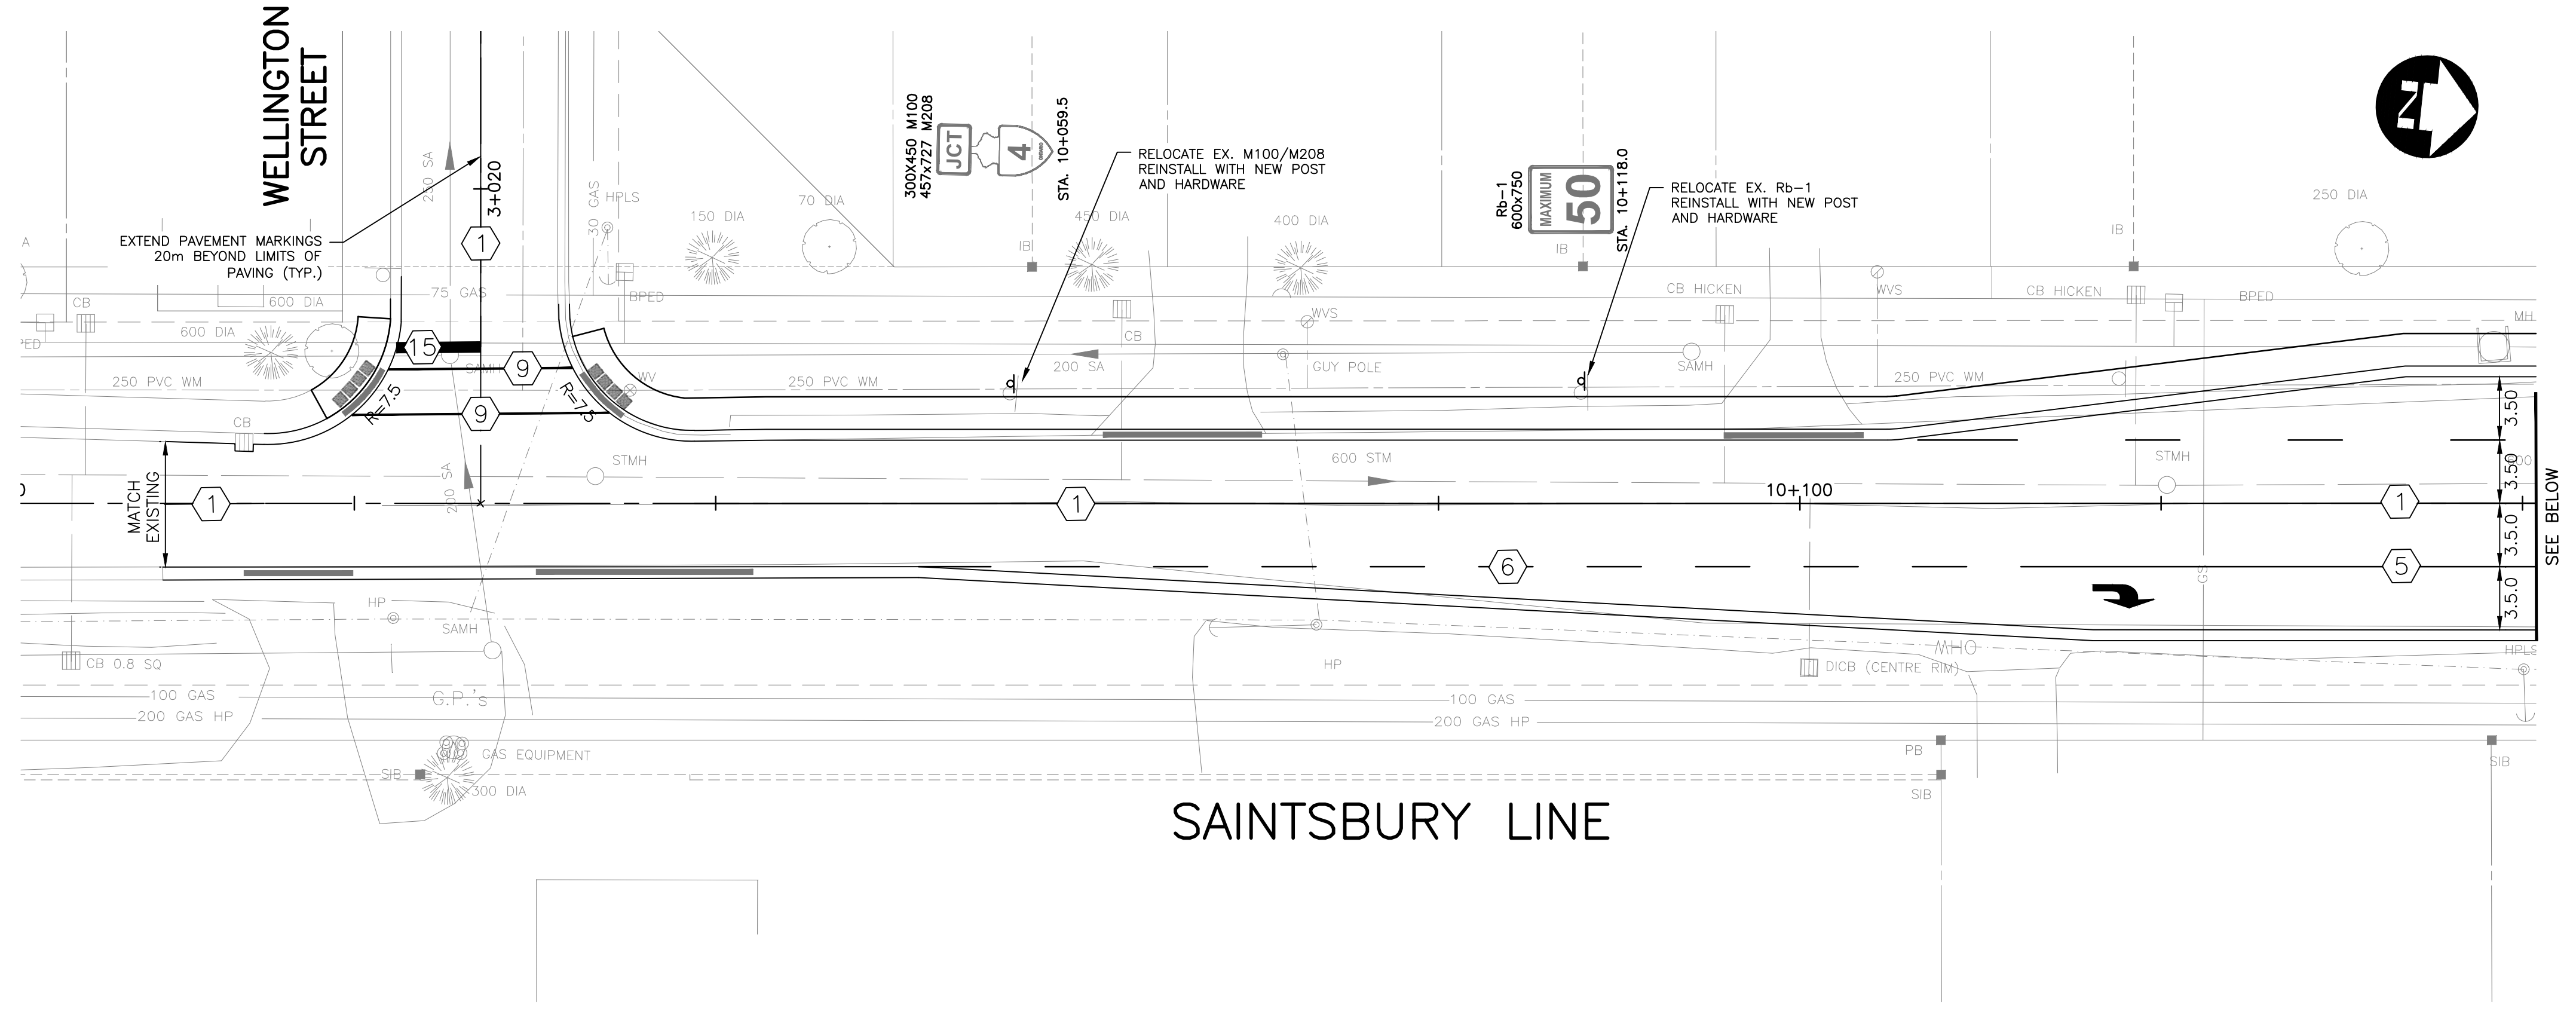 WELLINGTON
STREET
EXTEND PAVEMENT MARKINGS
20m BEYOND LIMITS OF
PAVING (TYP.)
250 SA
3+020
1
30 GAS
HPLS
150 DIA
70 DIA
300X450 M100
457x727 M208
JCT
4
STA. 10+059.5
RELOCATE EX. M100/M208
REINSTALL WITH NEW POST
AND HARDWARE
450 DIA
400 DIA
IB
Rb-1
600x750
MAXIMUM
50
STA. 10+118.0
RELOCATE EX. Rb-1
REINSTALL WITH NEW POST
AND HARDWARE
IB
IB
250 DIA
N
A
CB
600 DIA
600 DIA
75 GAS
BPED
PED
WVS
CB
CB HICKEN
WVS
CB HICKEN
BPED
MH
15
9
9
SAMH
WV
R=7.5
R=7.5
250 PVC WM
250 PVC WM
200 SA
GUY POLE
SAMH
250 PVC WM
CB
MATCH
EXISTING
200 SA
STMH
600 STM
STMH
1
1
10+100
1
3.50
3.50
3.5.0
3.5.0
SEE BELOW
6
5
GS
HP
SAMH
CB 0.8 SQ
HP
OHW
DICB (CENTRE RIM)
HPLS
100 GAS
200 GAS HP
G.P.'s
100 GAS
200 GAS HP
GAS EQUIPMENT
SIB
300 DIA
PB
SIB
SIB
SAINTSBURY LINE